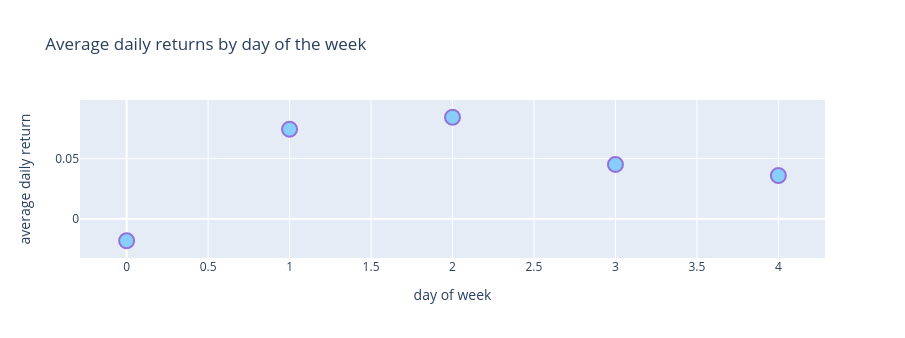 Average daily returns by day of the week
average daily return
0.05
0
0 0.5 1 1.5 2 2.5 3 3.5 4
day of week